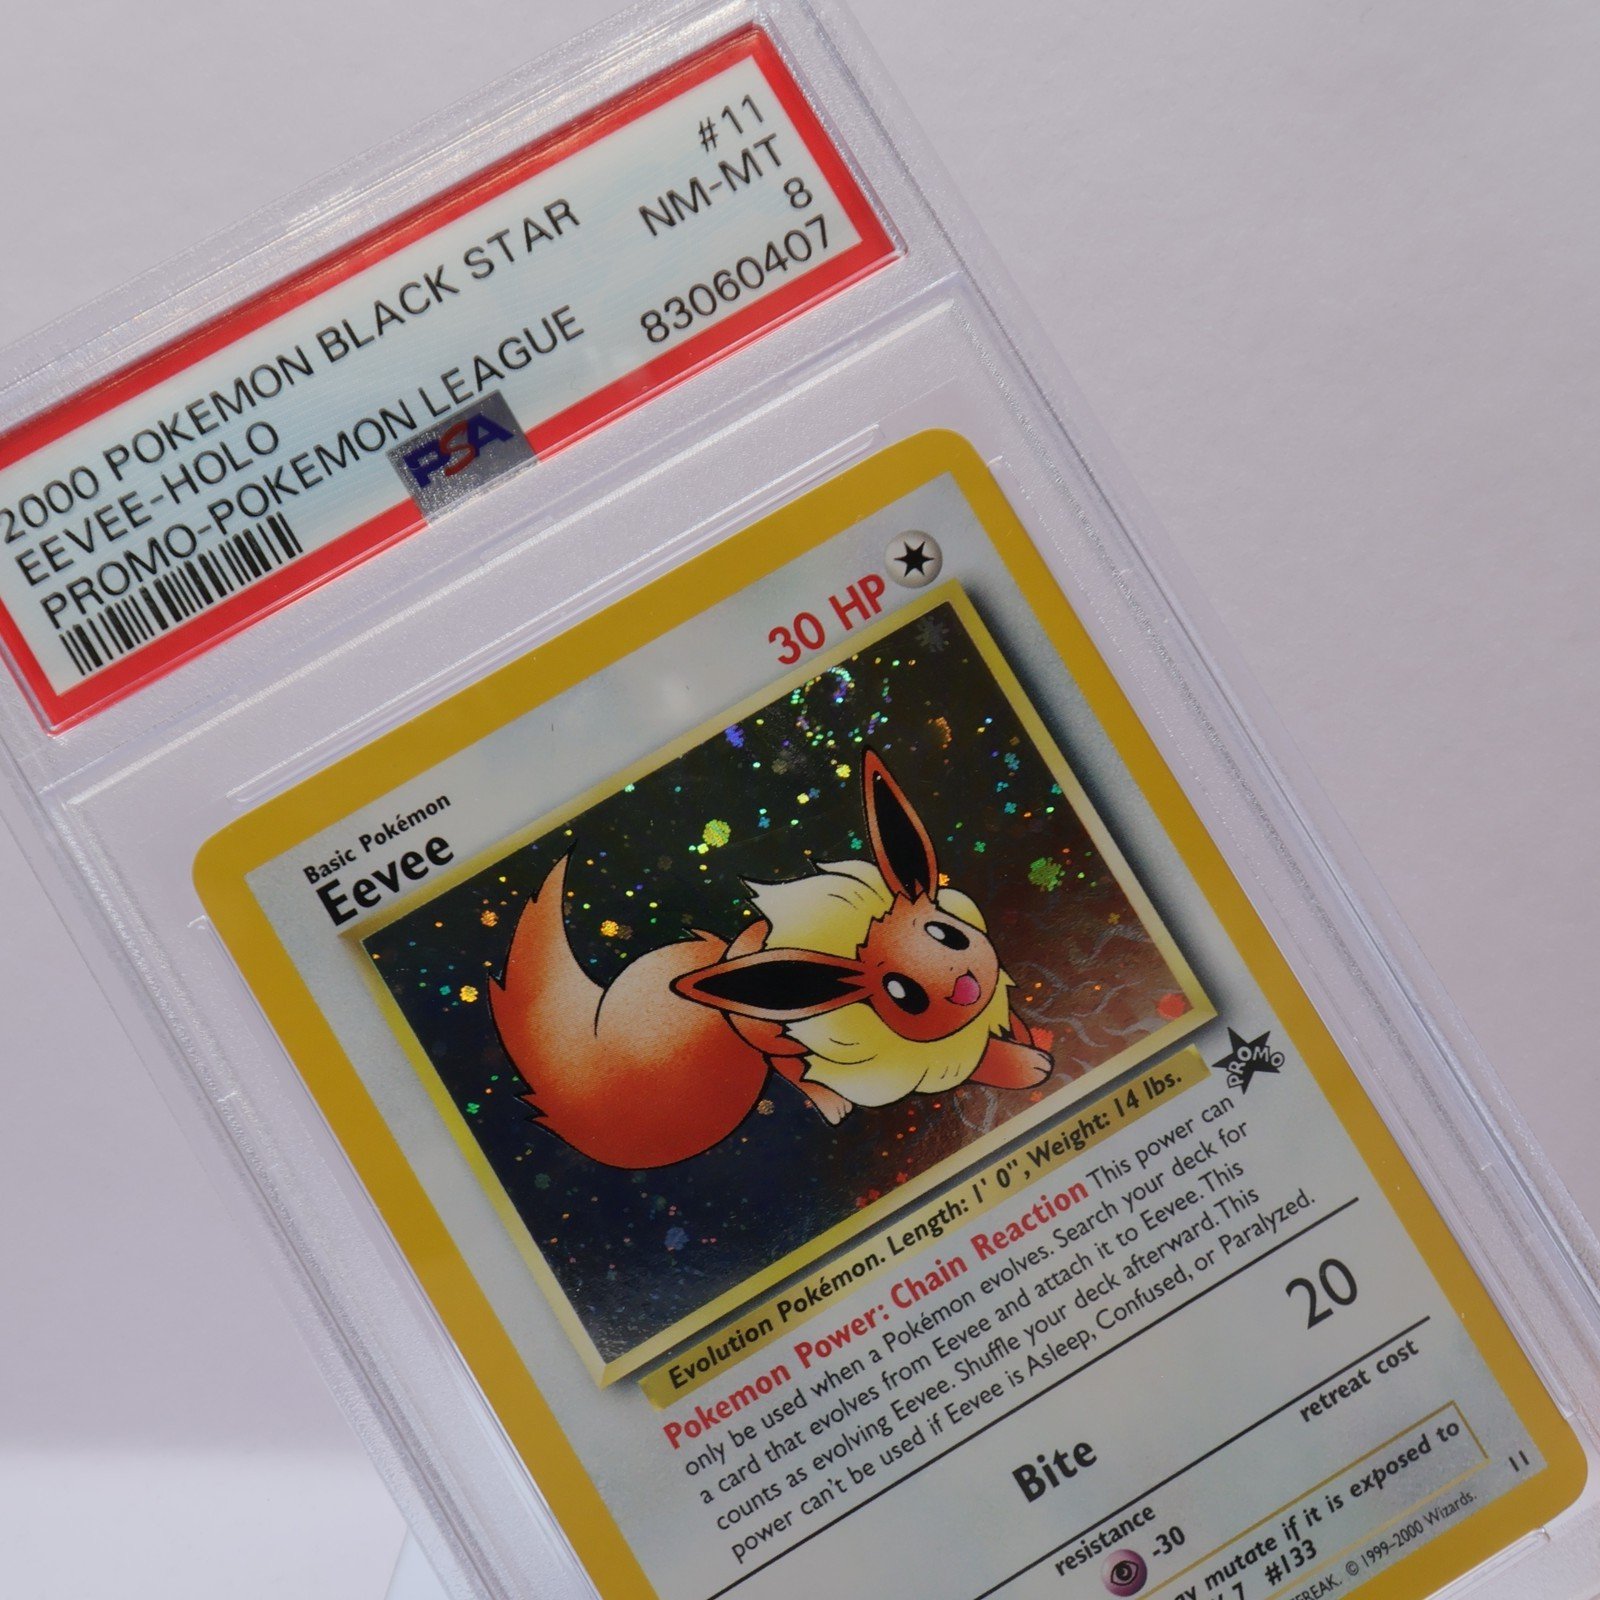 2000 POKEMON BLACK STAR #11
EEVEE-HOLO NM-MT
PROMO-POKEMON LEAGUE 8
83060407
PSA
Basic Pokémon
Eevee
30 HP
PROMO
Evolution Pokémon. Length: 1' 0", Weight: 14 lbs.
Pokemon Power: Chain Reaction This power can
only be used when a Pokémon evolves. Search your deck for
a card that evolves from Eevee and attach it to Eevee. This
counts as evolving Eevee. Shuffle your deck afterward. This
power can't be used if Eevee is Asleep, Confused, or Paralyzed.
Bite 20
resistance retreat cost
-30
mutate if it is exposed to
#133
© 1999-2000 Wizards.
11